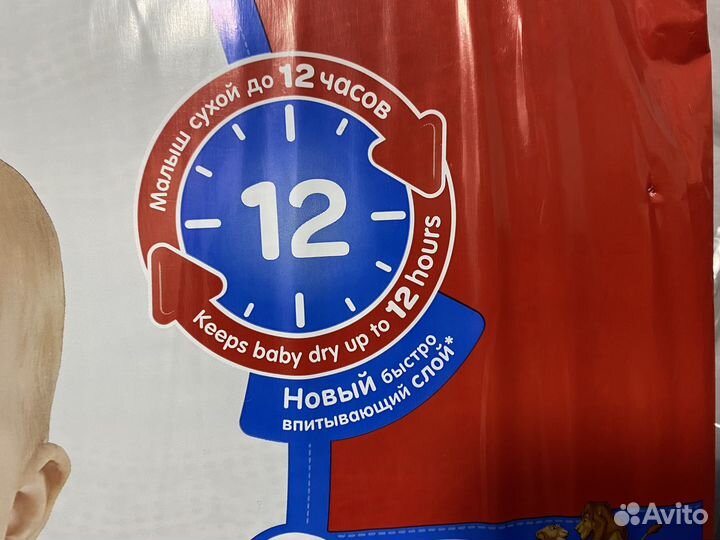 Малыш сухой до 12 часов
12
Keeps baby dry up to 12 hours
Новый быстро
впитывающий слой*
Avito